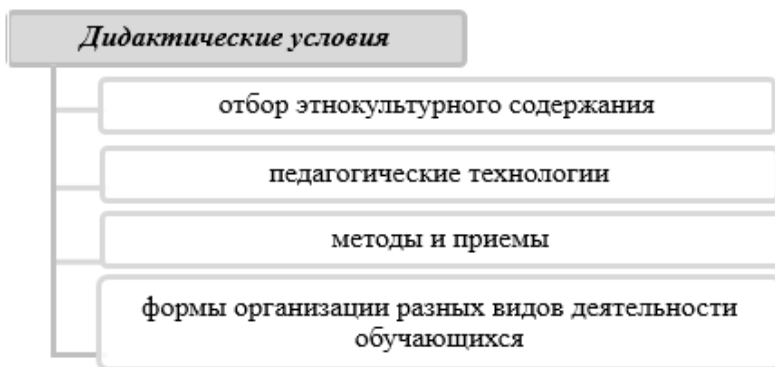 Дидактические условия
отбор этнокультурного содержания
педагогические технологии
методы и приемы
формы организации разных видов деятельности
обучающихся